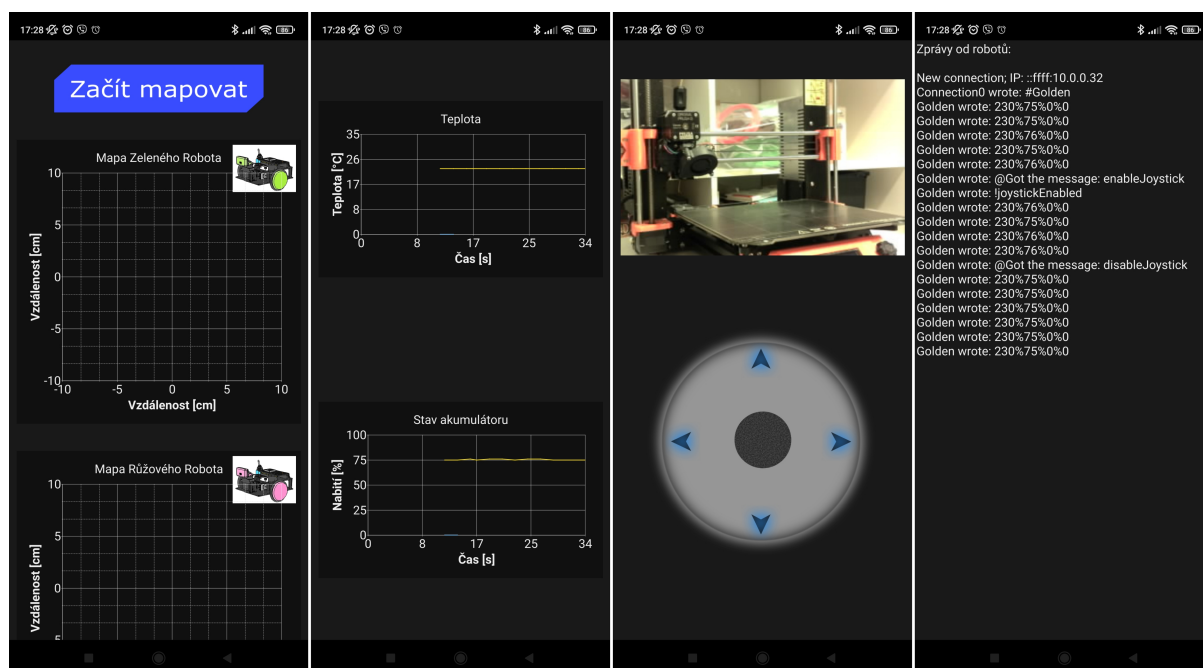 17:28
86
Začít mapovat
Mapa Zeleného Robota
10
5
0
-5
-10
-10 -5 0 5 10
Vzdálenost [cm]
Vzdálenost [cm]
Mapa Růžového Robota
10
5
0
5
Vzdálenost [cm]
17:28
86
Teplota
35
26
17
8
0
0 8 17 25 34
Teplota [°C]
Čas [s]
Stav akumulátoru
100
75
50
25
0
0 8 17 25 34
Nabití [%]
Čas [s]
17:28
86
17:28
86
Zprávy od robotů:
New connection; IP: ::ffff:10.0.0.32
Connection0 wrote: #Golden
Golden wrote: 230%75%0%0
Golden wrote: 230%75%0%0
Golden wrote: 230%76%0%0
Golden wrote: 230%75%0%0
Golden wrote: 230%76%0%0
Golden wrote: @Got the message: enableJoystick
Golden wrote: !joystickEnabled
Golden wrote: 230%76%0%0
Golden wrote: 230%75%0%0
Golden wrote: 230%76%0%0
Golden wrote: 230%76%0%0
Golden wrote: @Got the message: disableJoystick
Golden wrote: 230%75%0%0
Golden wrote: 230%75%0%0
Golden wrote: 230%75%0%0
Golden wrote: 230%75%0%0
Golden wrote: 230%75%0%0
Golden wrote: 230%75%0%0